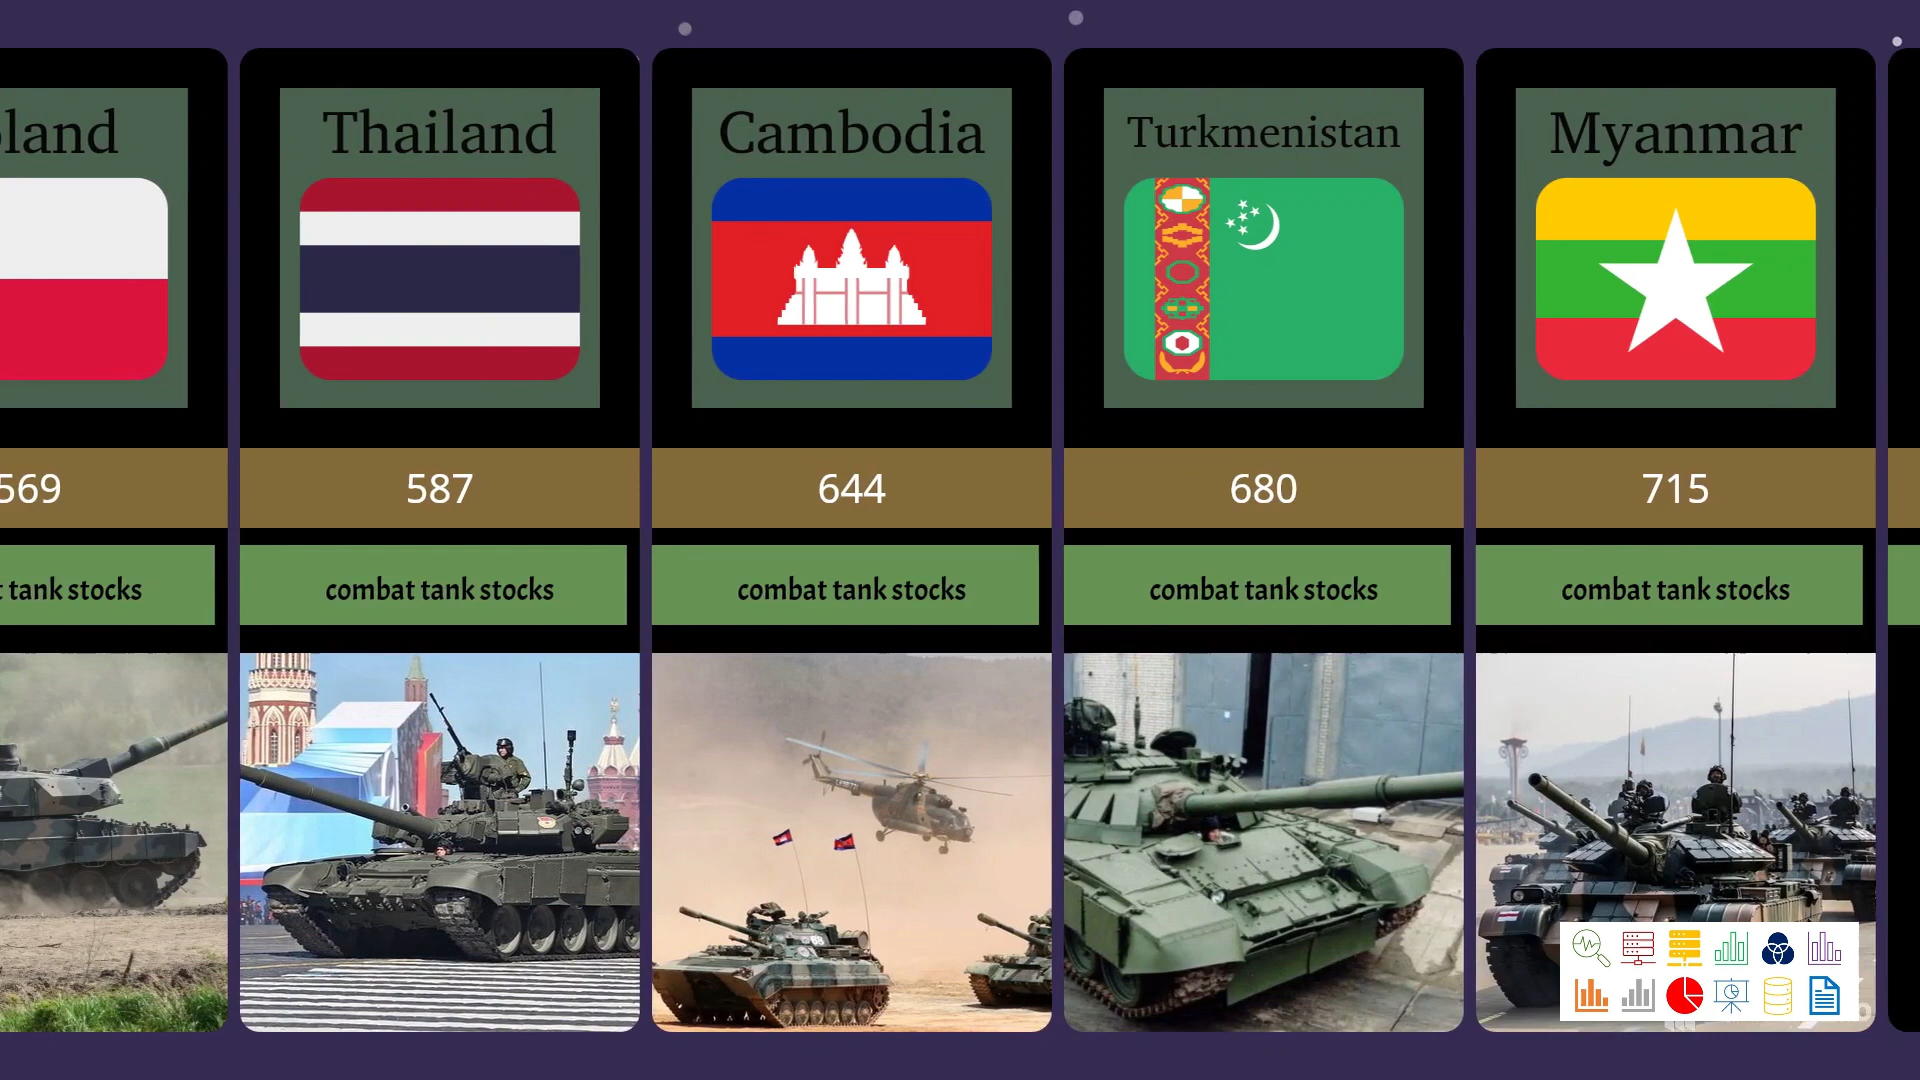 land
Thailand
Cambodia
Turkmenistan
Myanmar
569
587
644
680
715
tank stocks
combat tank stocks
combat tank stocks
combat tank stocks
combat tank stocks